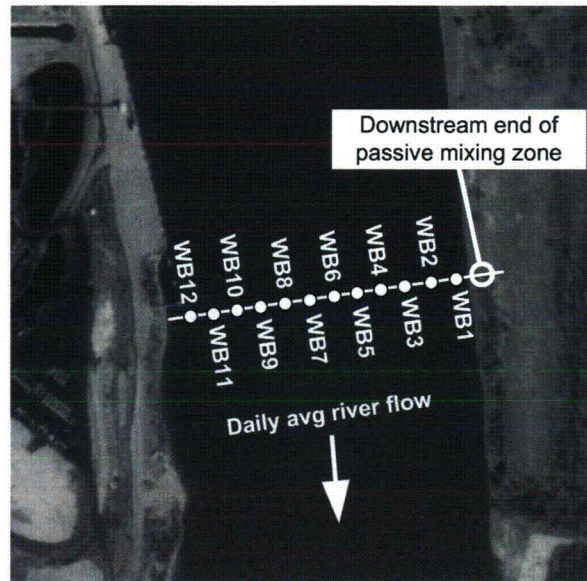 Downstream end of
passive mixing zone
WB12
WB11
WB10
WB9
WB8
WB7
WB6
WB5
WB4
WB3
WB2
WB1
Daily avg river flow